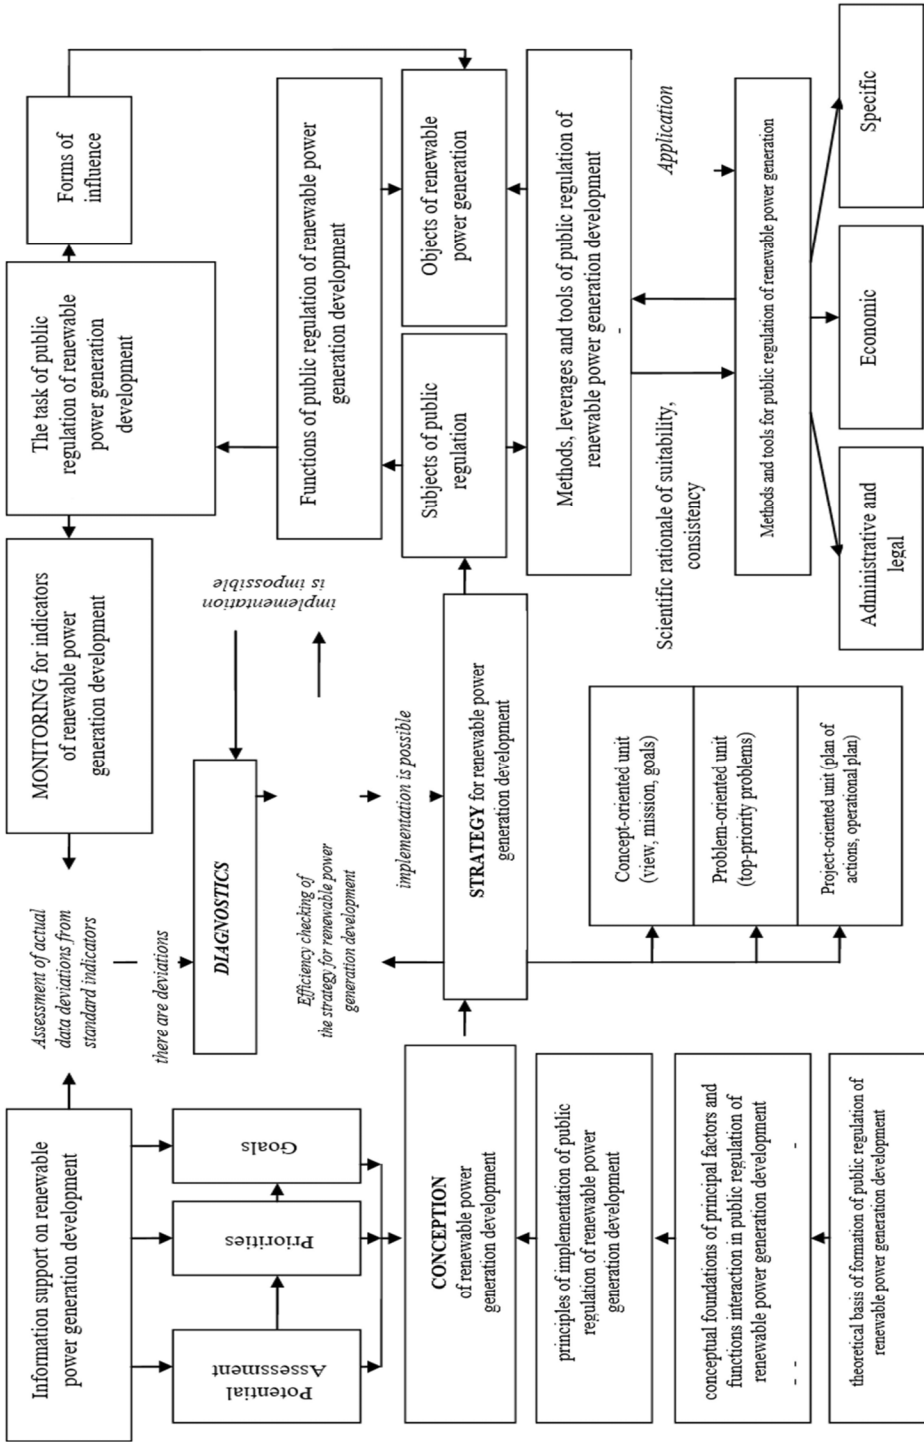 Information support on renewable
power generation development
Assessment of actual
data deviations from
standard indicators
MONITORING for indicators
of renewable power
generation development
The task of public
regulation of renewable
power generation
development
Forms of
influence
there are deviations
Potential
Assessment
Priorities
Goals
DIAGNOSTICS
implementation
is impossible
Efficiency checking of
the strategy for renewable power
generation development
implementation is possible
Functions of public regulation of renewable power
generation development
CONCEPTION
of renewable power
generation development
STRATEGY for renewable power
generation development
Subjects of public
regulation
Objects of renewable
power generation
principles of implementation of public
regulation of renewable power
generation development
Methods, leverages and tools of public regulation of
renewable power generation development
-
conceptual foundations of principal factors and
functions interaction in public regulation of
renewable power generation development
- - -
Concept-oriented unit
(view, mission, goals)
Problem-oriented unit
(top-priority problems)
Project-oriented unit (plan of
actions, operational plan)
Scientific rationale of suitability,
consistency
Application
Methods and tools for public regulation of renewable power generation
theoretical basis of formation of public regulation of
renewable power generation development
Administrative and
legal
Economic
Specific